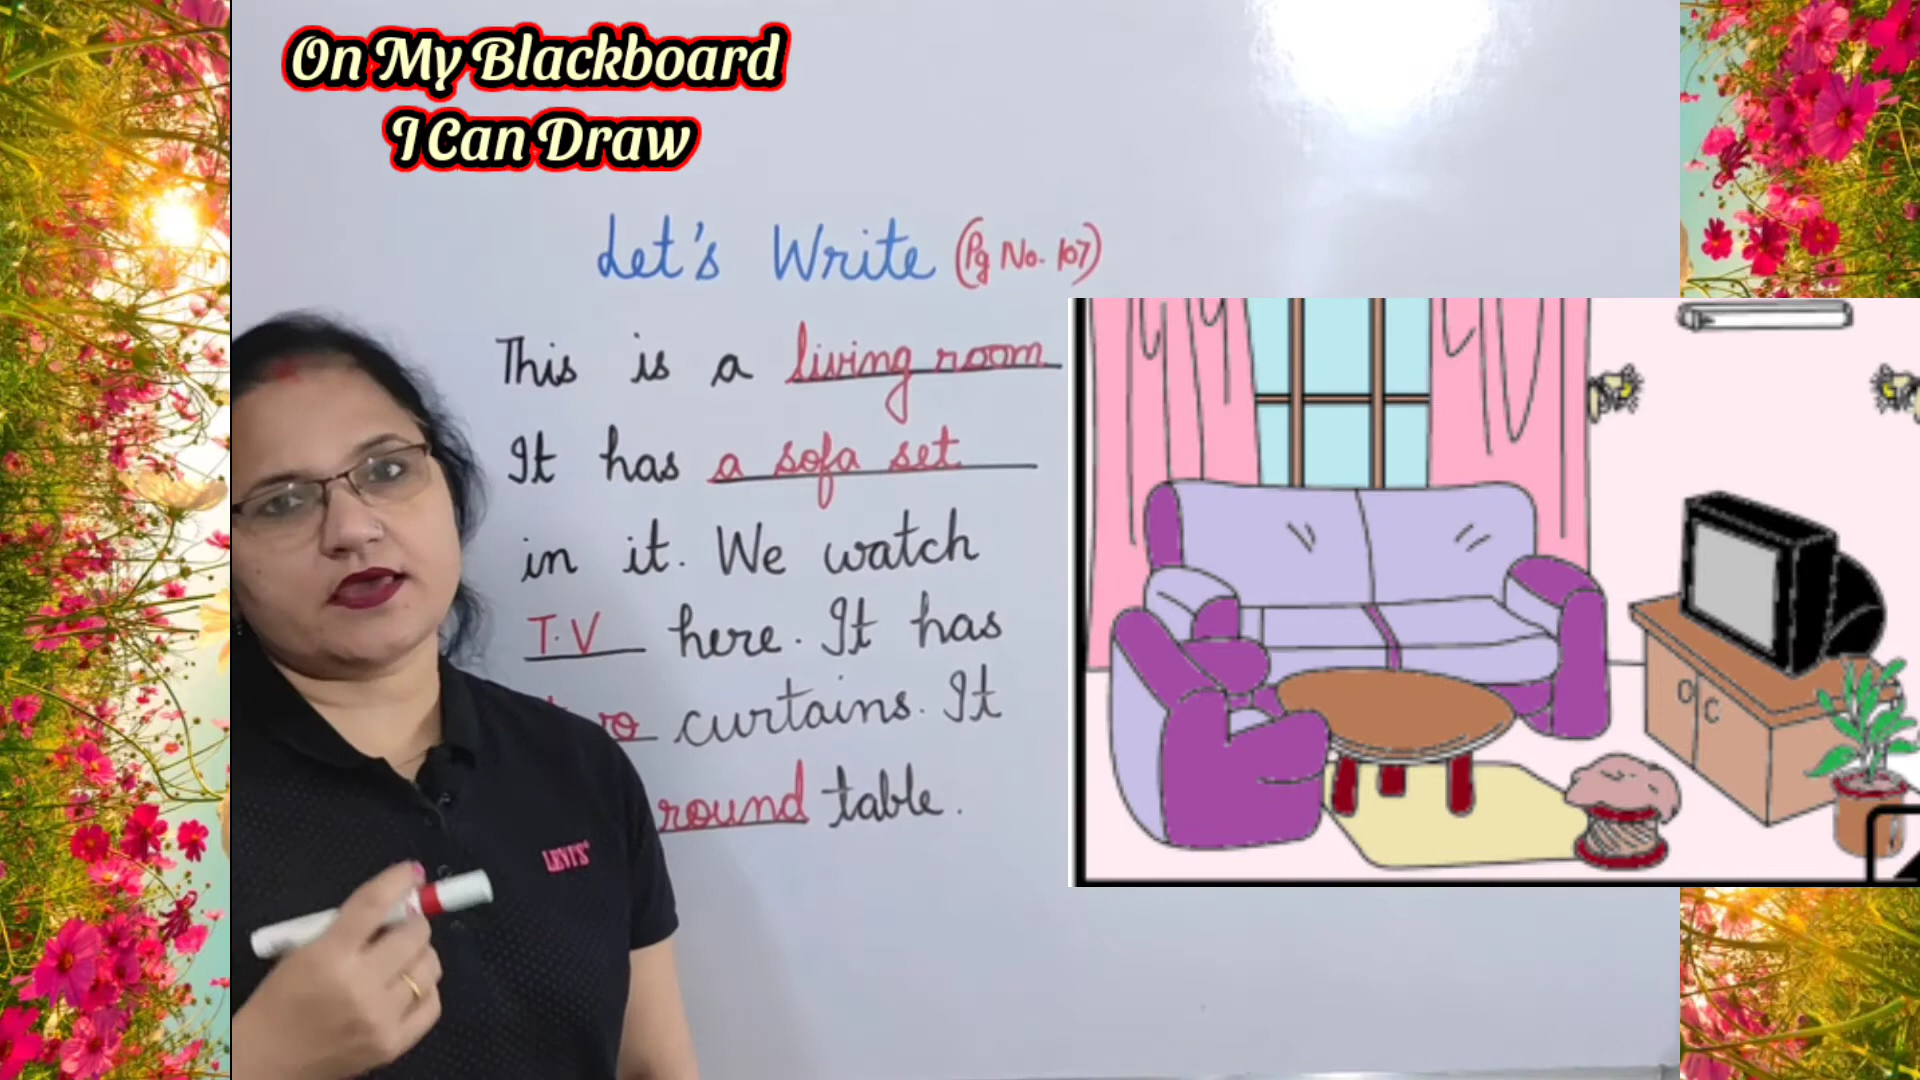 On My Blackboard
I Can Draw
Let's Write (Pg No. 107)
This is a living room
It has a sofa set
in it. We watch
T.V here. It has
curtains. It
round table.
LEVI'S